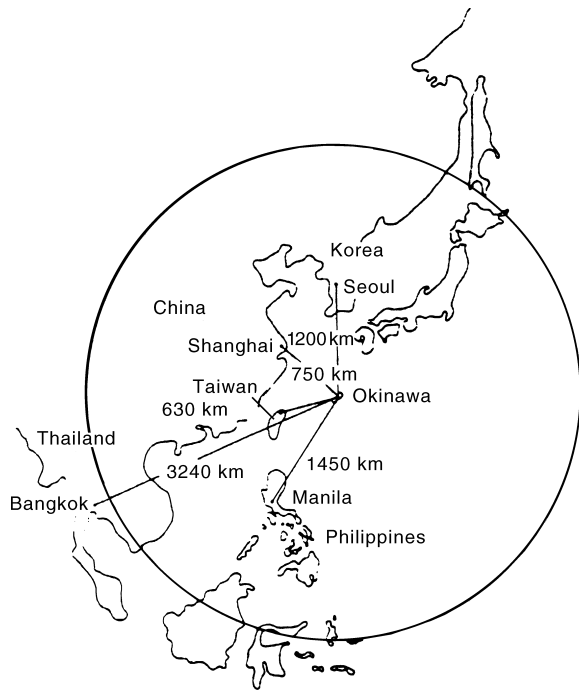 Korea
Seoul
China
1200km
Shanghai
750 km
Taiwan
Okinawa
630 km
Thailand
1450 km
3240 km
Manila
Bangkok
Philippines